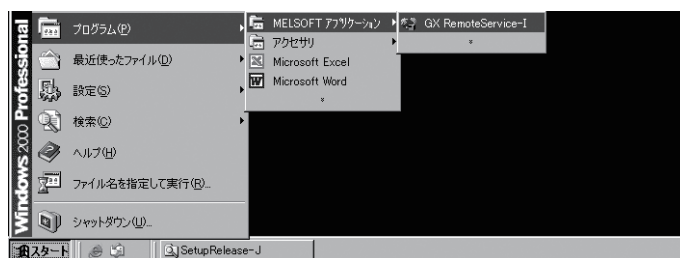 Windows 2000 Professional
プログラム(P)
最近使ったファイル(D)
設定(S)
検索(C)
ヘルプ(H)
ファイル名を指定して実行(R)...
シャットダウン(U)...
MELSOFT アプリケーション
アクセサリ
Microsoft Excel
Microsoft Word
GX RemoteService-I
スタート
SetupRelease-J